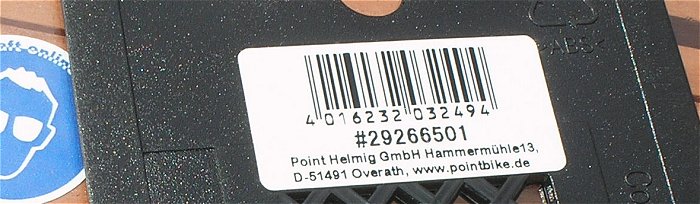 4 016232 032494
#29266501
Point Helmig GmbH Hammermühle13,
D-51491 Overath, www.pointbike.de
>ABS<